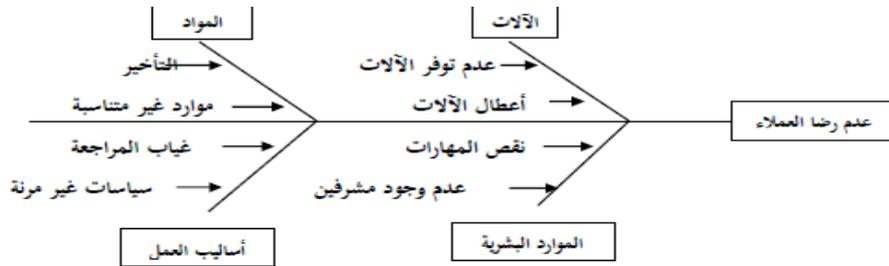 الآلات
المواد
عدم توفر الآلات
التأخير
أعطال الآلات
موارد غير متناسبة
عدم رضا العملاء
نقص المهارات
غياب المراجعة
عدم وجود مشرفين
سياسات غير مرنة
الموارد البشرية
أساليب العمل